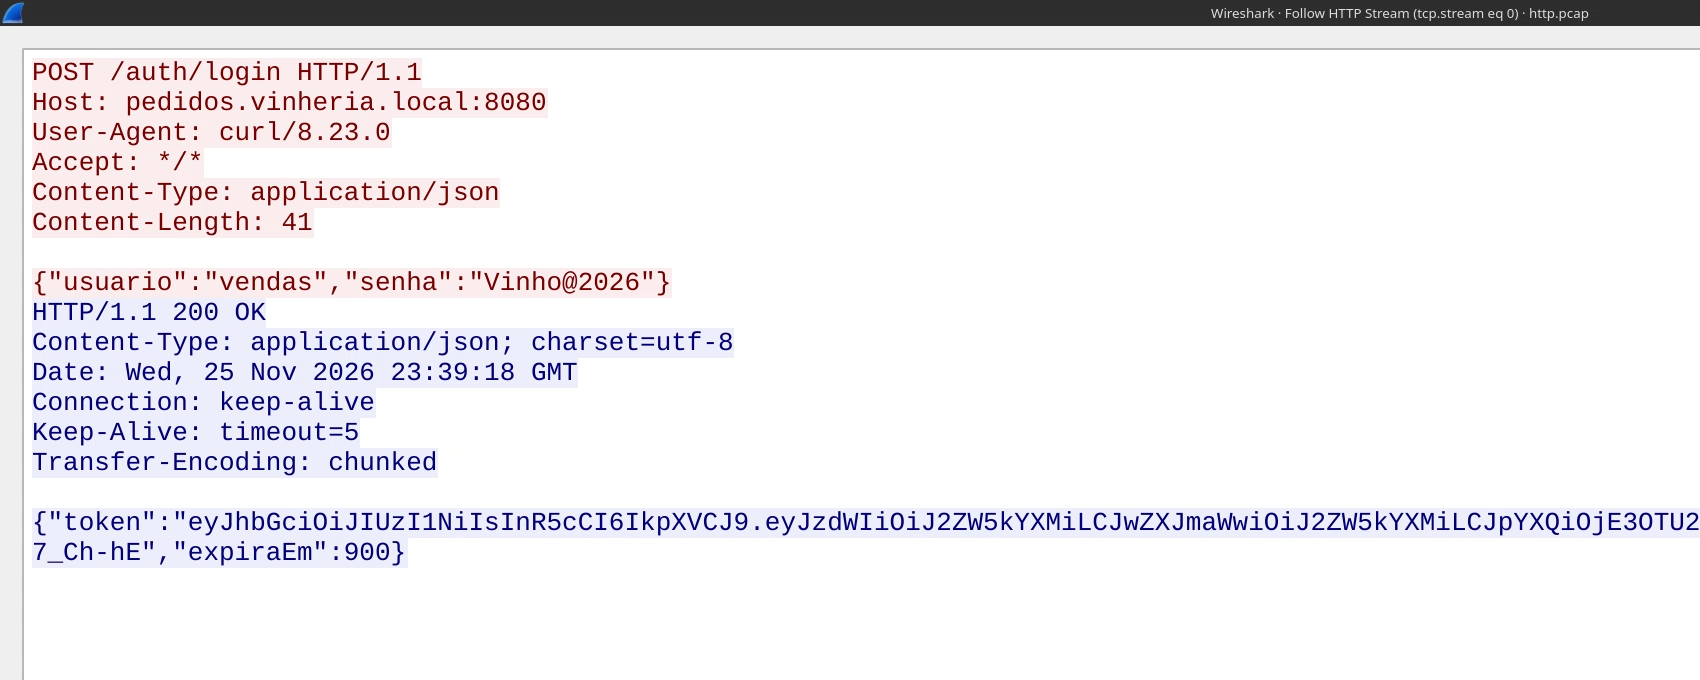 Wireshark · Follow HTTP Stream (tcp.stream eq 0) · http.pcap
POST /auth/login HTTP/1.1
Host: pedidos.vinheria.local:8080
User-Agent: curl/8.23.0
Accept: */*
Content-Type: application/json
Content-Length: 41
{"usuario":"vendas","senha":"Vinho@2026"}
HTTP/1.1 200 OK
Content-Type: application/json; charset=utf-8
Date: Wed, 25 Nov 2026 23:39:18 GMT
Connection: keep-alive
Keep-Alive: timeout=5
Transfer-Encoding: chunked
{"token":"eyJhbGciOiJIUzI1NiIsInR5cCI6IkpXVCJ9.eyJzdWIiOiJ2ZW5kYXMiLCJwZXJmaWwiOiJ2ZW5kYXMiLCJpYXQiOjE3OTU2
7_Ch-hE","expiraEm":900}